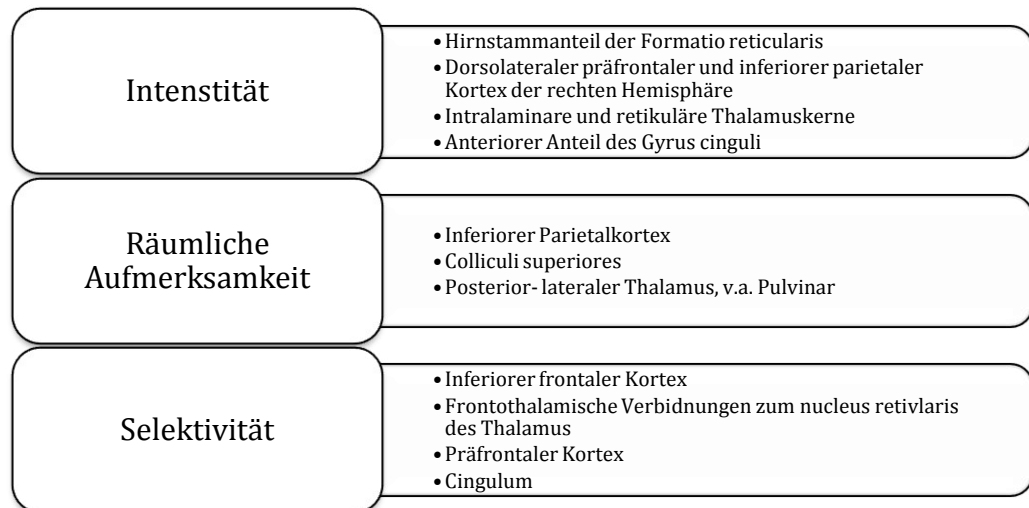 Intenstität
• Hirnstammanteil der Formatio reticularis
• Dorsolateraler präfrontaler und inferiorer parietaler
Kortex der rechten Hemisphäre
• Intralaminare und retikuläre Thalamuskerne
• Anteriorer Anteil des Gyrus cinguli
Räumliche
Aufmerksamkeit
• Inferiorer Parietalkortex
• Colliculi superiores
• Posterior- lateraler Thalamus, v.a. Pulvinar
Selektivität
• Inferiorer frontaler Kortex
• Frontothalamische Verbidnungen zum nucleus retivlaris
des Thalamus
• Präfrontaler Kortex
• Cingulum